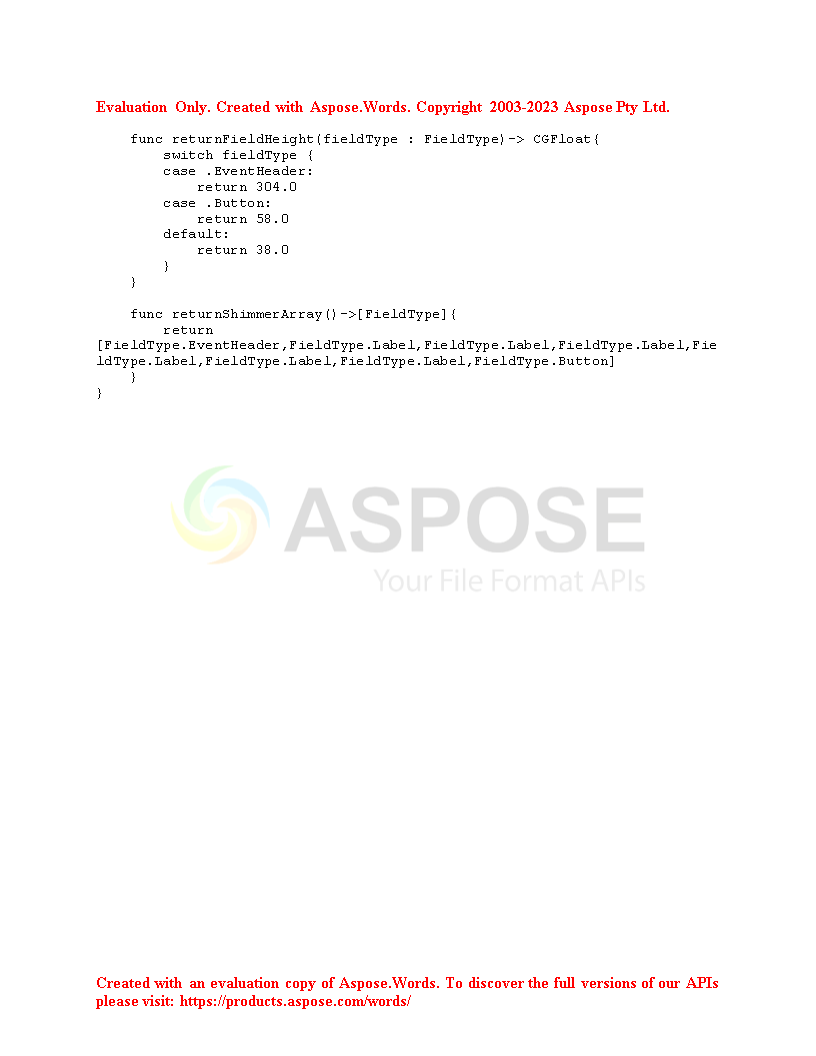 Evaluation Only. Created with Aspose.Words. Copyright 2003-2023 Aspose Pty Ltd.
    func returnFieldHeight(fieldType : FieldType)-> CGFloat{
        switch fieldType {
        case .EventHeader:
            return 304.0
        case .Button:
            return 58.0
        default:
            return 38.0
        }
    }
    func returnShimmerArray()->[FieldType]{
        return
[FieldType.EventHeader,FieldType.Label,FieldType.Label,FieldType.Label,Fie
ldType.Label,FieldType.Label,FieldType.Label,FieldType.Button]
    }
}
ASPOSE
Your File Format APIs
Created with an evaluation copy of Aspose.Words. To discover the full versions of our APIs
please visit: https://products.aspose.com/words/